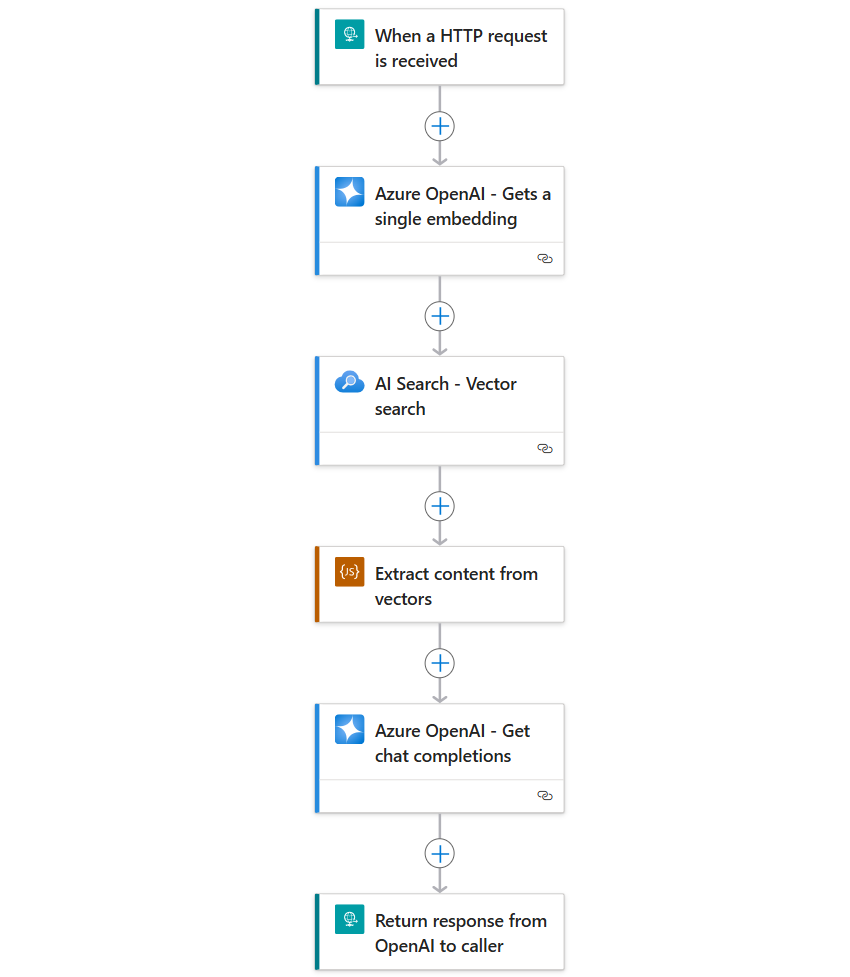 When a HTTP request
is received
Azure OpenAI - Gets a
single embedding
AI Search - Vector
search
{JS}
Extract content from
vectors
Azure OpenAI - Get
chat completions
Return response from
OpenAI to caller